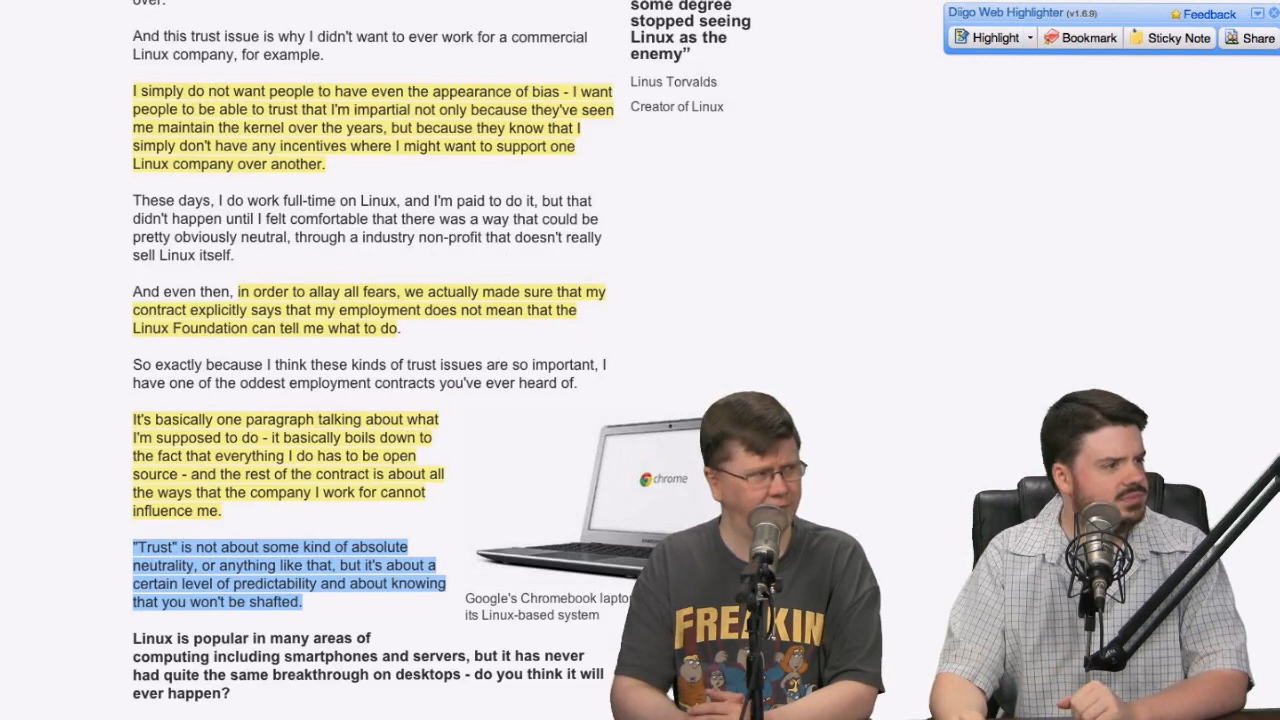 over.
And this trust issue is why I didn't want to ever work for a commercial
Linux company, for example.
I simply do not want people to have even the appearance of bias - I want
people to be able to trust that I'm impartial not only because they've seen
me maintain the kernel over the years, but because they know that I
simply don't have any incentives where I might want to support one
Linux company over another.
These days, I do work full-time on Linux, and I'm paid to do it, but that
didn't happen until I felt comfortable that there was a way that could be
pretty obviously neutral, through a industry non-profit that doesn't really
sell Linux itself.
And even then, in order to allay all fears, we actually made sure that my
contract explicitly says that my employment does not mean that the
Linux Foundation can tell me what to do.
So exactly because I think these kinds of trust issues are so important, I
have one of the oddest employment contracts you've ever heard of.
It's basically one paragraph talking about what
I'm supposed to do - it basically boils down to
the fact that everything I do has to be open
source - and the rest of the contract is about all
the ways that the company I work for cannot
influence me.
"Trust" is not about some kind of absolute
neutrality, or anything like that, but it's about a
certain level of predictability and about knowing
that you won't be shafted.
Linux is popular in many areas of
computing including smartphones and servers, but it has never
had quite the same breakthrough on desktops - do you think it will
ever happen?
some degree
stopped seeing
Linux as the
enemy”
Linus Torvalds
Creator of Linux
Diigo Web Highlighter (v1.6.9)
Feedback
Highlight
Bookmark
Sticky Note
Share
chrome
SAMSUNG
Google's Chromebook lapto
its Linux-based system
FREAKIN